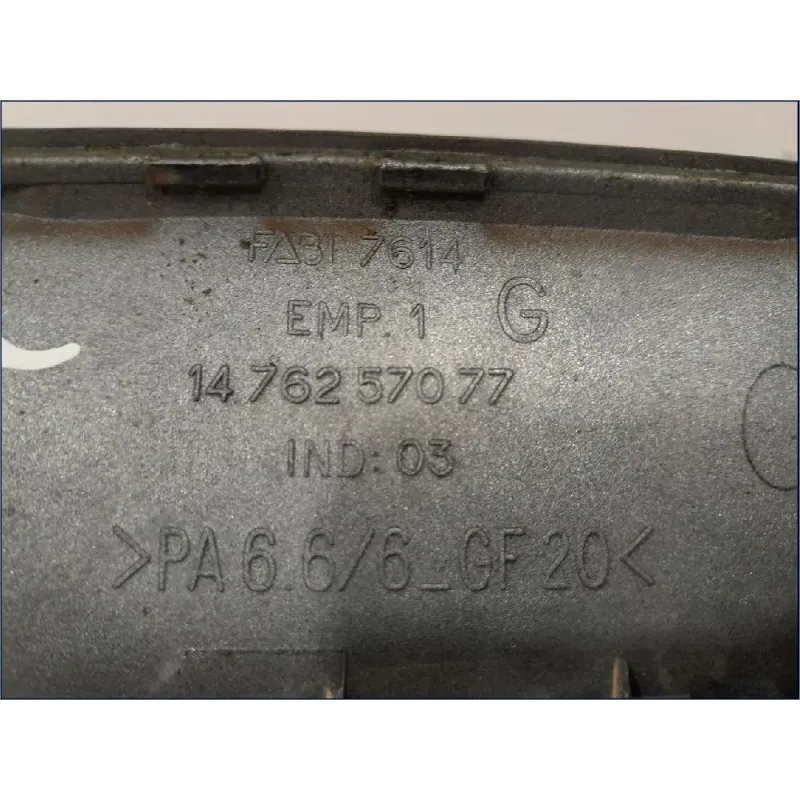 FABI 7614
EMP. 1 G
14 762 570 77
IND: 03
>PA 6.6/6_GF 20<